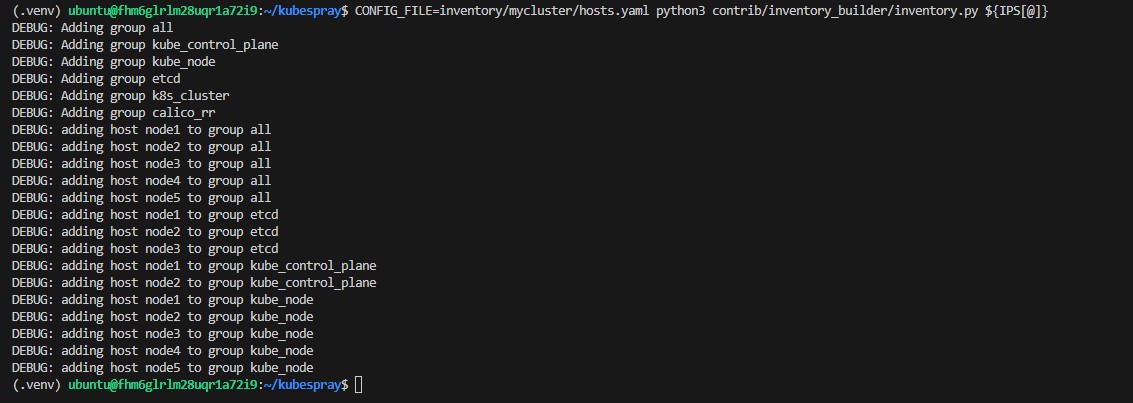 (.venv) ubuntu@fhm6glrlm28uqr1a72i9:~/kubespray$ CONFIG_FILE=inventory/mycluster/hosts.yaml python3 contrib/inventory_builder/inventory.py ${IPS[@]}
DEBUG: Adding group all
DEBUG: Adding group kube_control_plane
DEBUG: Adding group kube_node
DEBUG: Adding group etcd
DEBUG: Adding group k8s_cluster
DEBUG: Adding group calico_rr
DEBUG: adding host node1 to group all
DEBUG: adding host node2 to group all
DEBUG: adding host node3 to group all
DEBUG: adding host node4 to group all
DEBUG: adding host node5 to group all
DEBUG: adding host node1 to group etcd
DEBUG: adding host node2 to group etcd
DEBUG: adding host node3 to group etcd
DEBUG: adding host node1 to group kube_control_plane
DEBUG: adding host node2 to group kube_control_plane
DEBUG: adding host node1 to group kube_node
DEBUG: adding host node2 to group kube_node
DEBUG: adding host node3 to group kube_node
DEBUG: adding host node4 to group kube_node
DEBUG: adding host node5 to group kube_node
(.venv) ubuntu@fhm6glrlm28uqr1a72i9:~/kubespray$